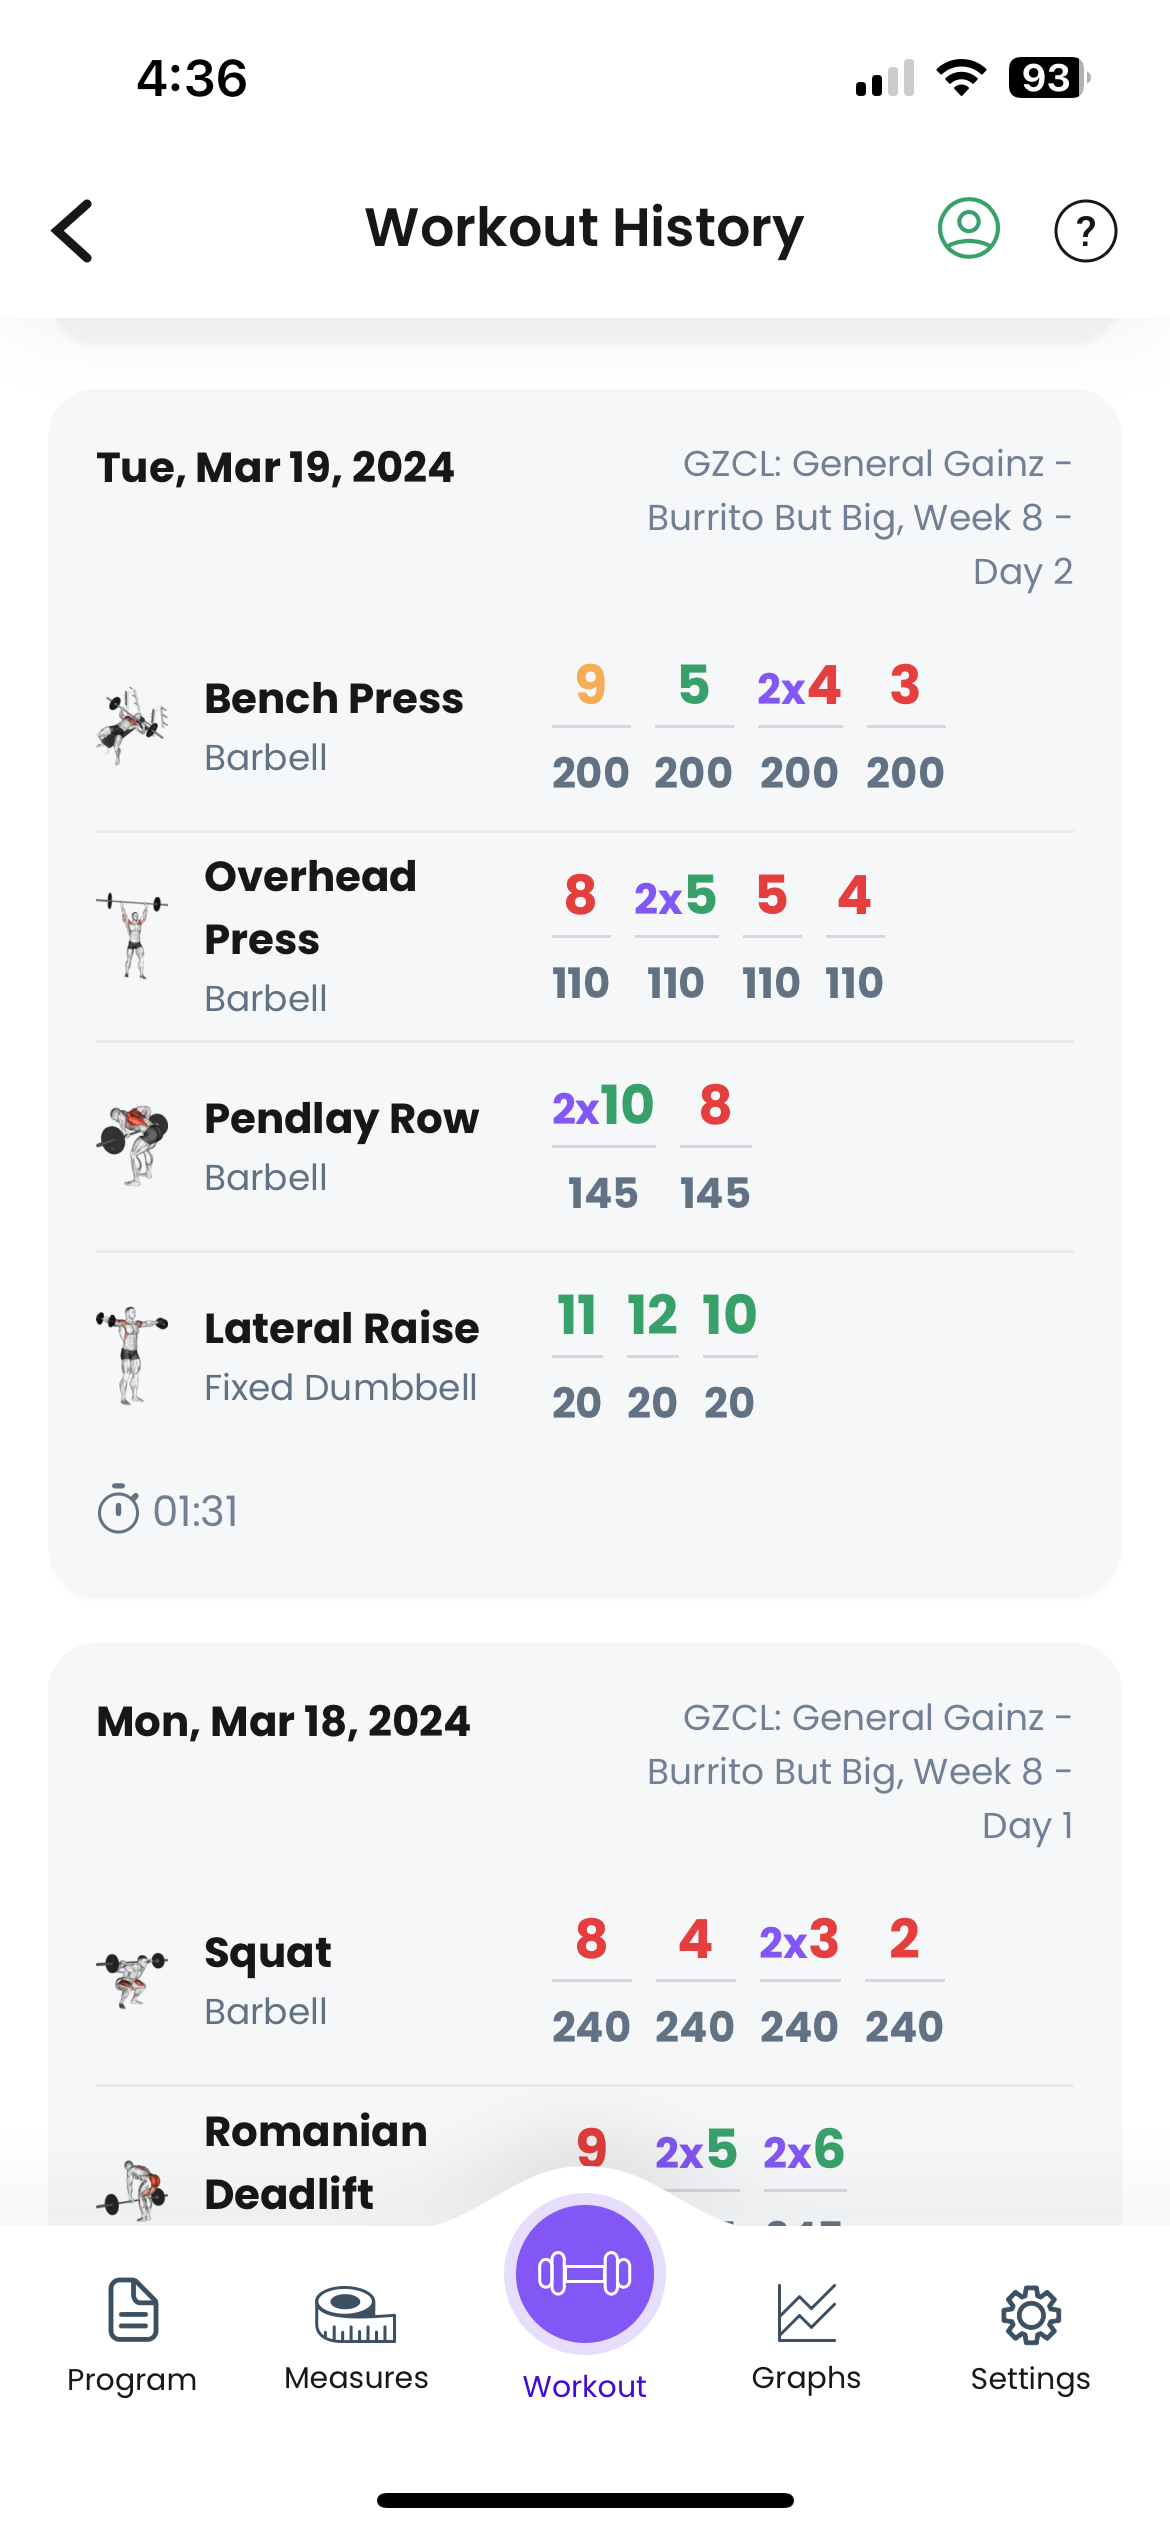 4:36
93
Workout History
?
Tue, Mar 19, 2024
GZCL: General Gainz -
Burrito But Big, Week 8 -
Day 2
Bench Press
Barbell
9 5 2x4 3
200 200 200 200
Overhead
Press
Barbell
8 2x5 5 4
110 110 110 110
Pendlay Row
Barbell
2x10 8
145 145
Lateral Raise
Fixed Dumbbell
11 12 10
20 20 20
01:31
Mon, Mar 18, 2024
GZCL: General Gainz -
Burrito But Big, Week 8 -
Day 1
Squat
Barbell
8 4 2x3 2
240 240 240 240
Romanian
Deadlift
9 2x5 2x6
Program
Measures
Workout
Graphs
Settings